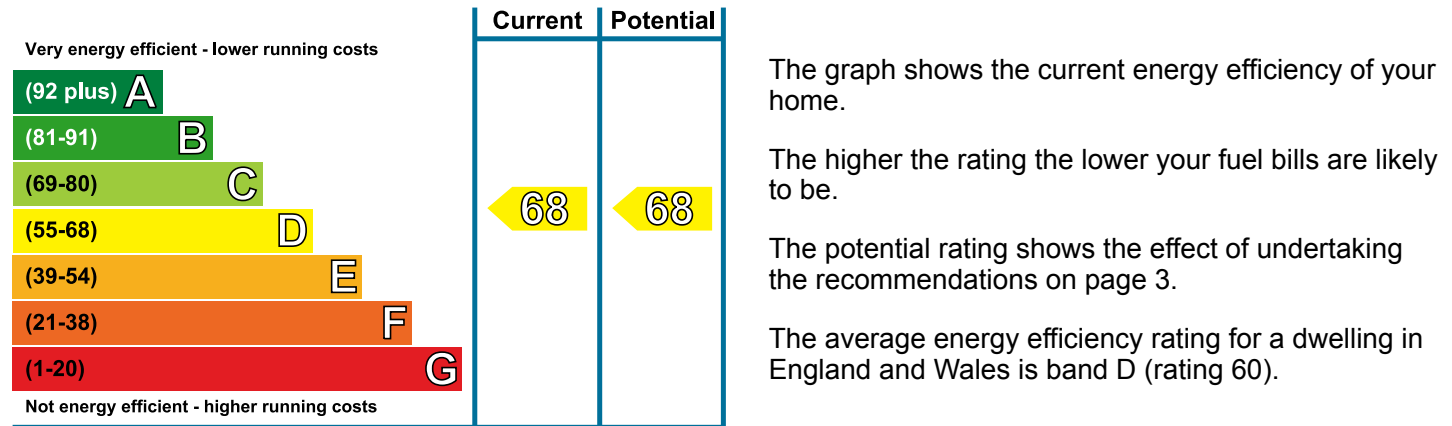 Current Potential
Very energy efficient - lower running costs
(92 plus) A
(81-91) B
(69-80) C
(55-68) D
(39-54) E
(21-38) F
(1-20) G
Not energy efficient - higher running costs
68 68
The graph shows the current energy efficiency of your
home.
The higher the rating the lower your fuel bills are likely
to be.
The potential rating shows the effect of undertaking
the recommendations on page 3.
The average energy efficiency rating for a dwelling in
England and Wales is band D (rating 60).